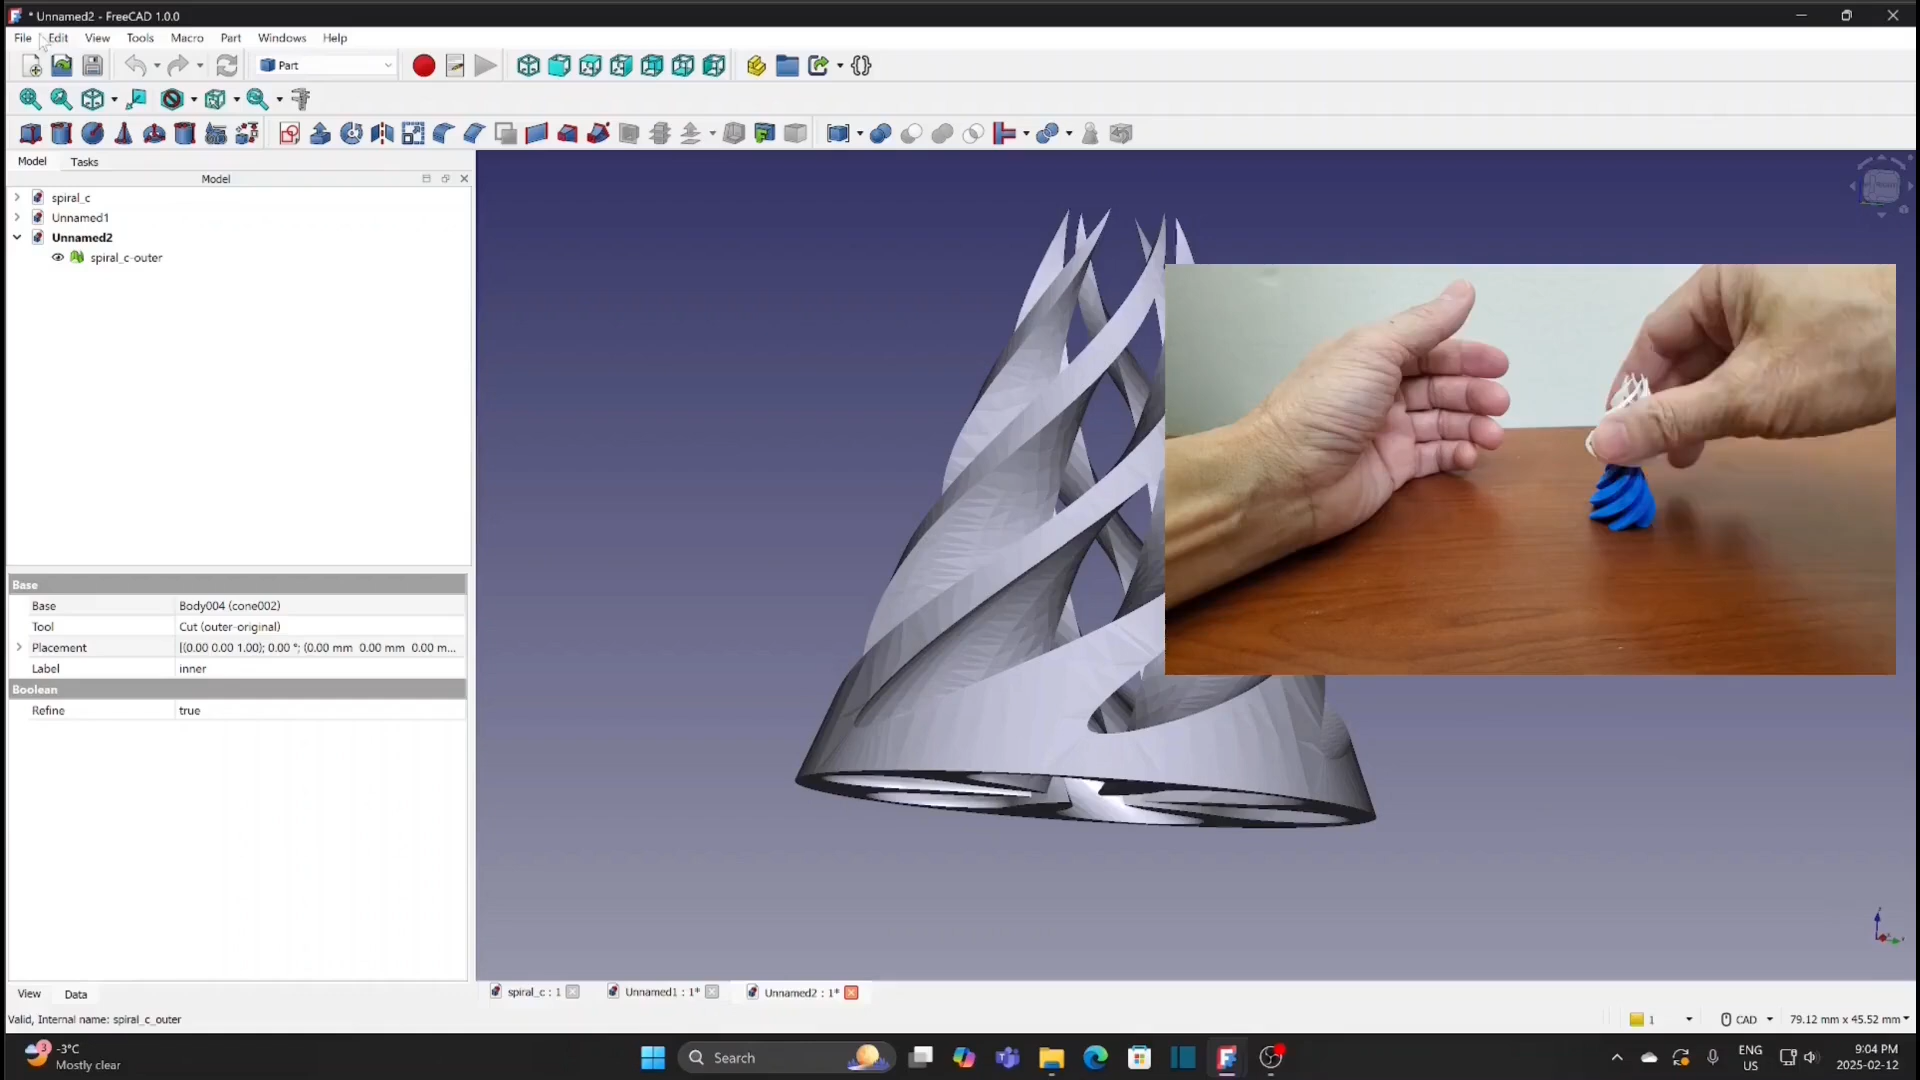 * Unnamed2 - FreeCAD 1.0.0
File Edit View Tools Macro Part Windows Help
Part
Model Tasks
Model
spiral_c
Unnamed1
Unnamed2
spiral_c-outer
Base
Base Body004 (cone002)
Tool Cut (outer-original)
Placement [(0.00 0.00 1.00); 0.00 °; (0.00 mm 0.00 mm 0.00 m...
Label inner
Boolean
Refine true
View Data
spiral_c : 1 Unnamed1 : 1* Unnamed2 : 1*
Valid, Internal name: spiral_c_outer
1 CAD 79.12 mm x 45.52 mm
3
-3°C
Mostly clear
Search
ENG
US
9:04 PM
2025-02-12